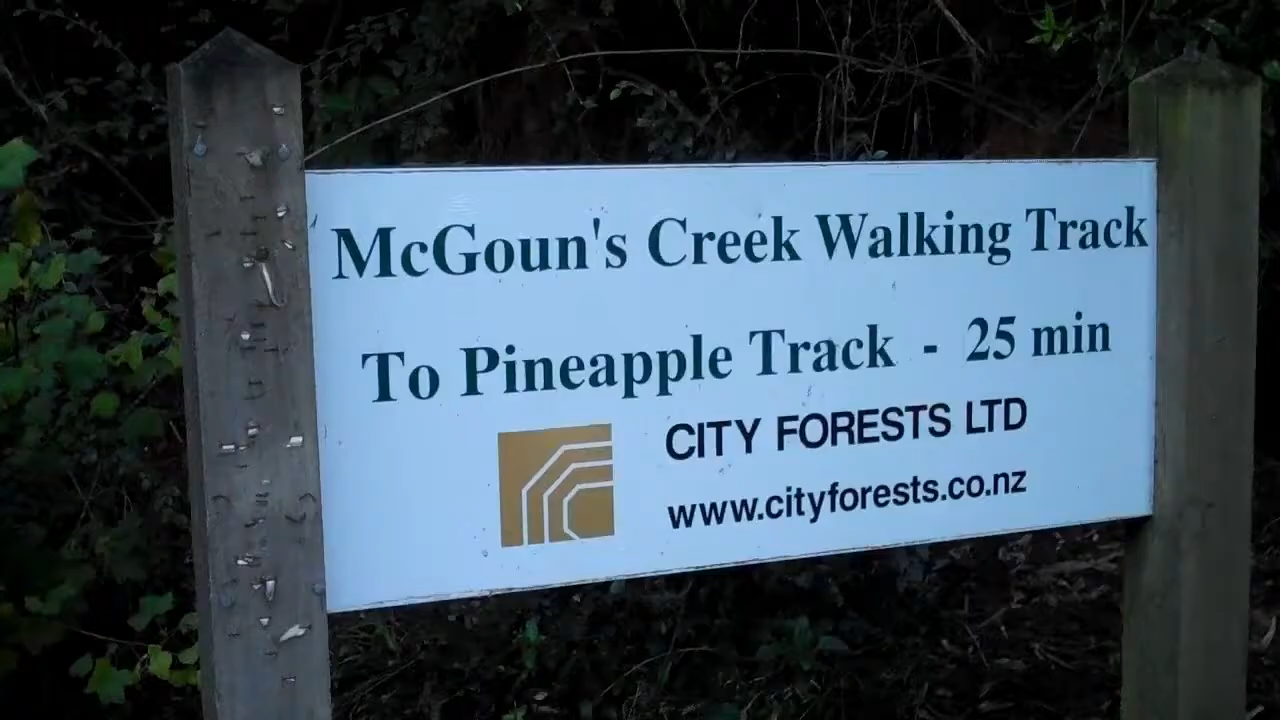 McGoun's Creek Walking Track
To Pineapple Track - 25 min
CITY FORESTS LTD
www.cityforests.co.nz